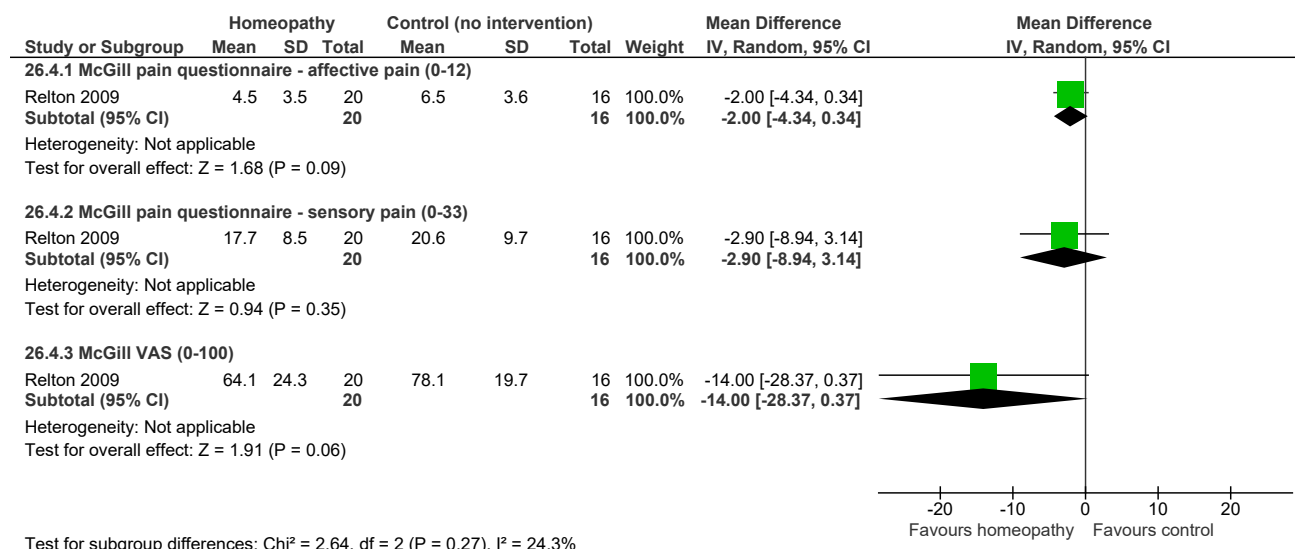 Homeopathy Control (no intervention) Mean Difference Mean Difference
Study or Subgroup Mean SD Total Mean SD Total Weight IV, Random, 95% CI IV, Random, 95% CI
26.4.1 McGill pain questionnaire - affective pain (0-12)
Relton 2009 4.5 3.5 20 6.5 3.6 16 100.0% -2.00 [-4.34, 0.34]
Subtotal (95% CI) 20 16 100.0% -2.00 [-4.34, 0.34]
Heterogeneity: Not applicable
Test for overall effect: Z = 1.68 (P = 0.09)
26.4.2 McGill pain questionnaire - sensory pain (0-33)
Relton 2009 17.7 8.5 20 20.6 9.7 16 100.0% -2.90 [-8.94, 3.14]
Subtotal (95% CI) 20 16 100.0% -2.90 [-8.94, 3.14]
Heterogeneity: Not applicable
Test for overall effect: Z = 0.94 (P = 0.35)
26.4.3 McGill VAS (0-100)
Relton 2009 64.1 24.3 20 78.1 19.7 16 100.0% -14.00 [-28.37, 0.37]
Subtotal (95% CI) 20 16 100.0% -14.00 [-28.37, 0.37]
Heterogeneity: Not applicable
Test for overall effect: Z = 1.91 (P = 0.06)
-20 -10 0 10 20
Favours homeopathy Favours control
Test for subgroup differences: Chi² = 2.64, df = 2 (P = 0.27), I² = 24.3%